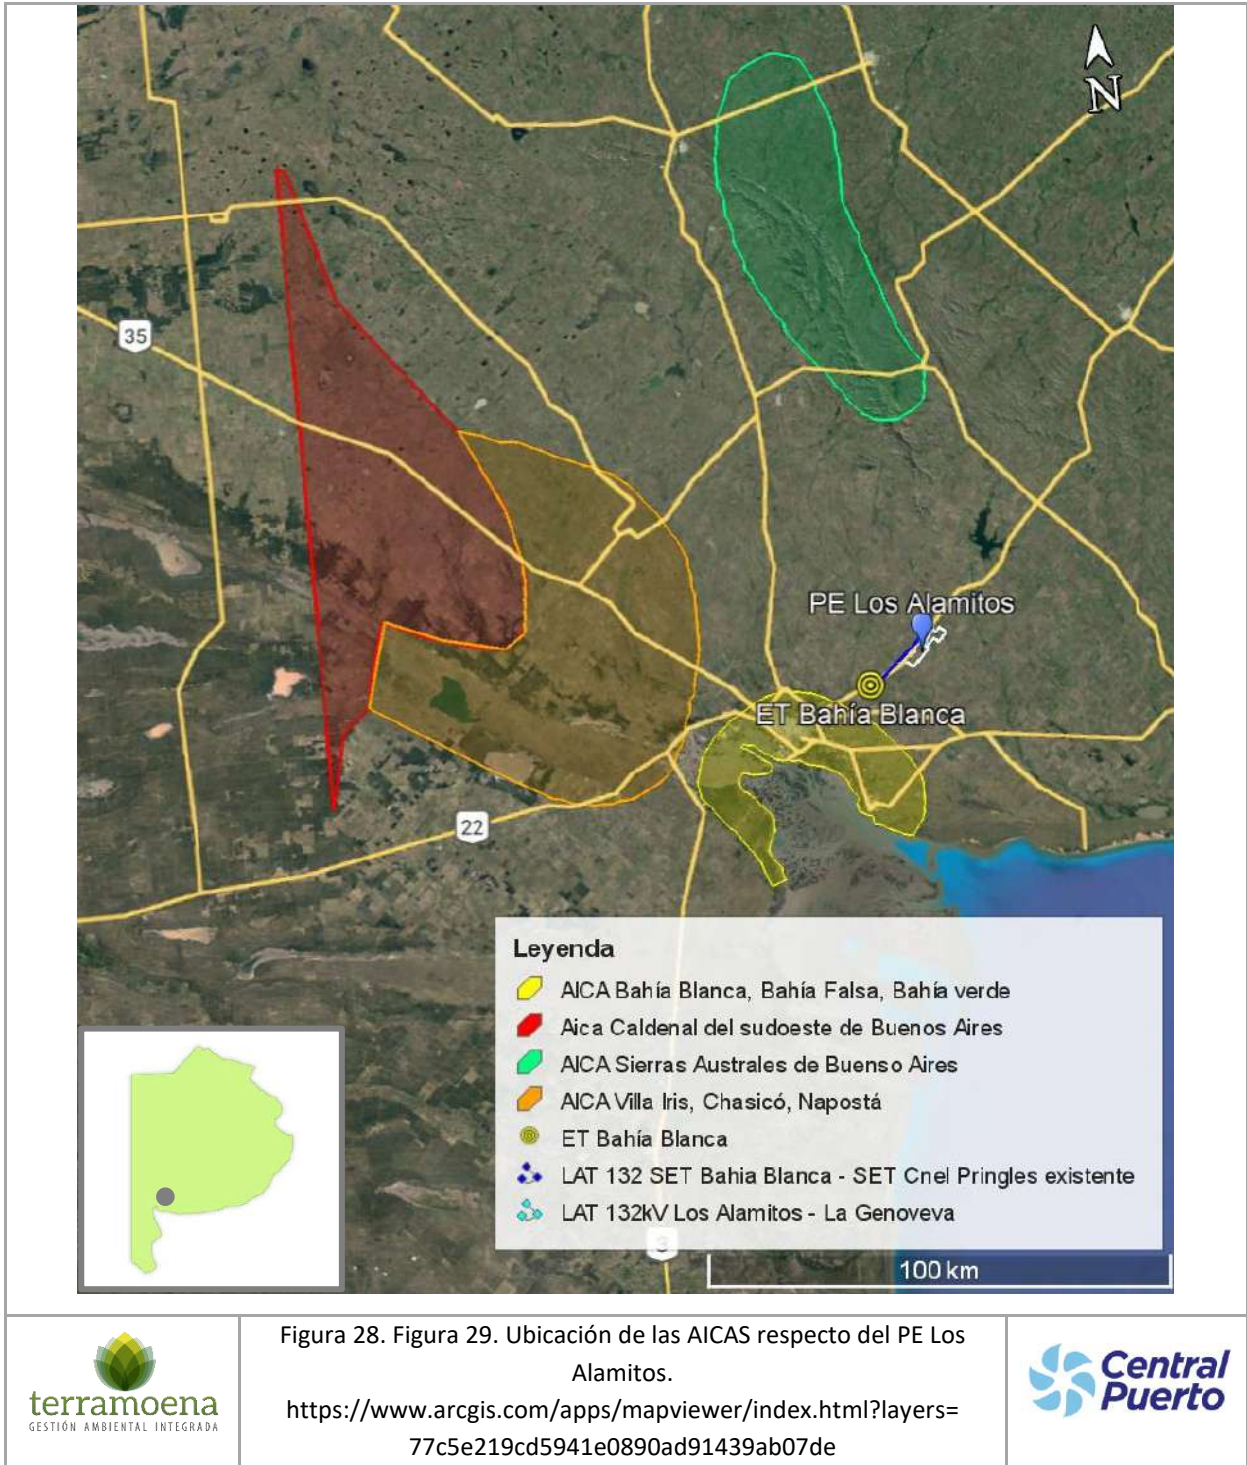 N
35
PE Los Alamitos
ET Bahía Blanca
22
Leyenda
AICA Bahía Blanca, Bahía Falsa, Bahía verde
Aica Caldenal del sudoeste de Buenos Aires
AICA Sierras Australes de Buenso Aires
AICA Villa Iris, Chasicó, Napostá
ET Bahía Blanca
LAT 132 SET Bahia Blanca - SET Cnel Pringles existente
LAT 132kV Los Alamitos - La Genoveva
3
100 km
terramoena
GESTIÓN AMBIENTAL INTEGRADA
Figura 28. Figura 29. Ubicación de las AICAS respecto del PE Los
Alamitos.
https://www.arcgis.com/apps/mapviewer/index.html?layers=
77c5e219cd5941e0890ad91439ab07de
Central
Puerto